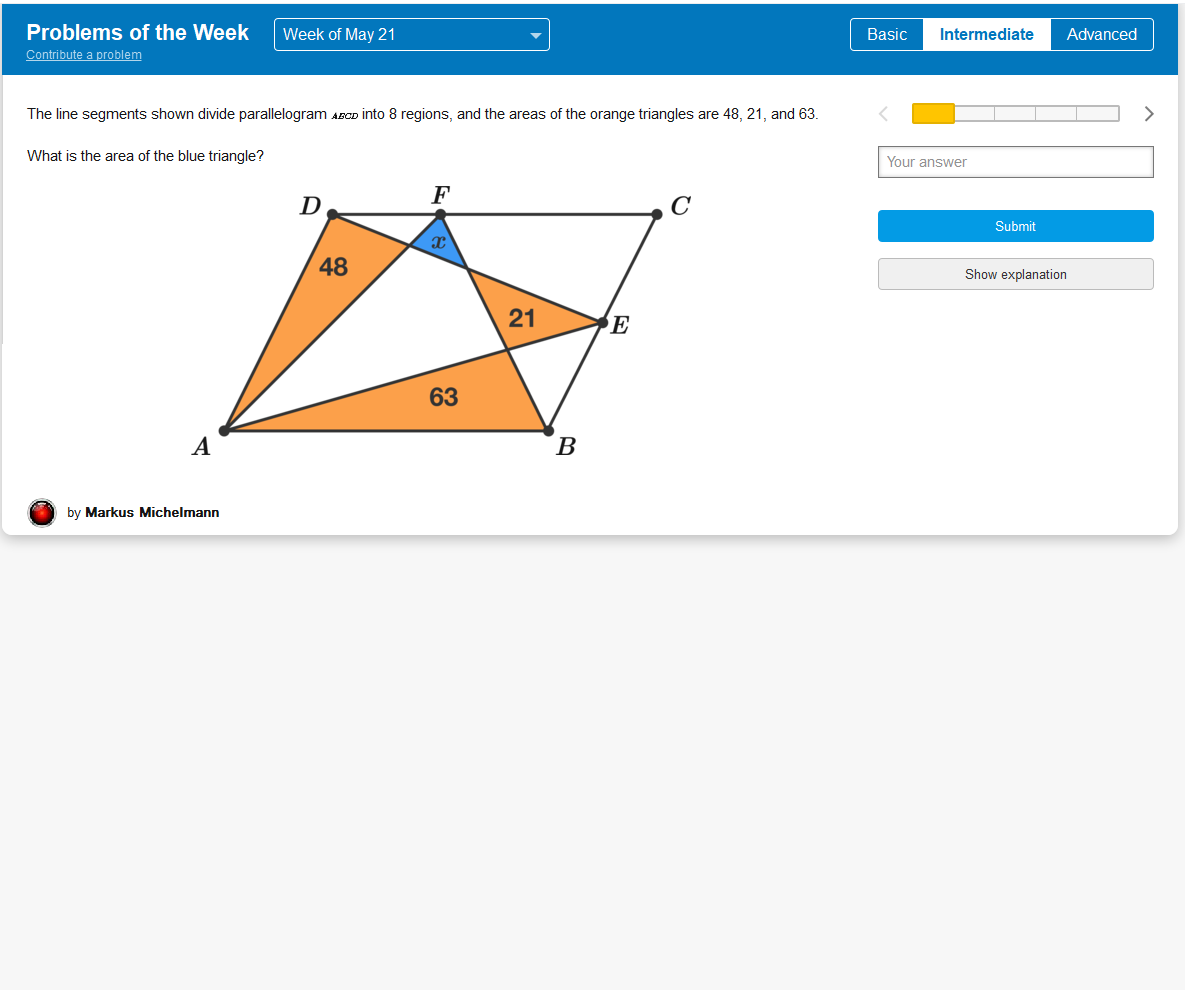 Problems of the Week
Week of May 21
Basic
Intermediate
Advanced
Contribute a problem
The line segments shown divide parallelogram ABCD into 8 regions, and the areas of the orange triangles are 48, 21, and 63.
What is the area of the blue triangle?
Your answer
Submit
Show explanation
D
F
C
x
48
21
E
63
A
B
by Markus Michelmann